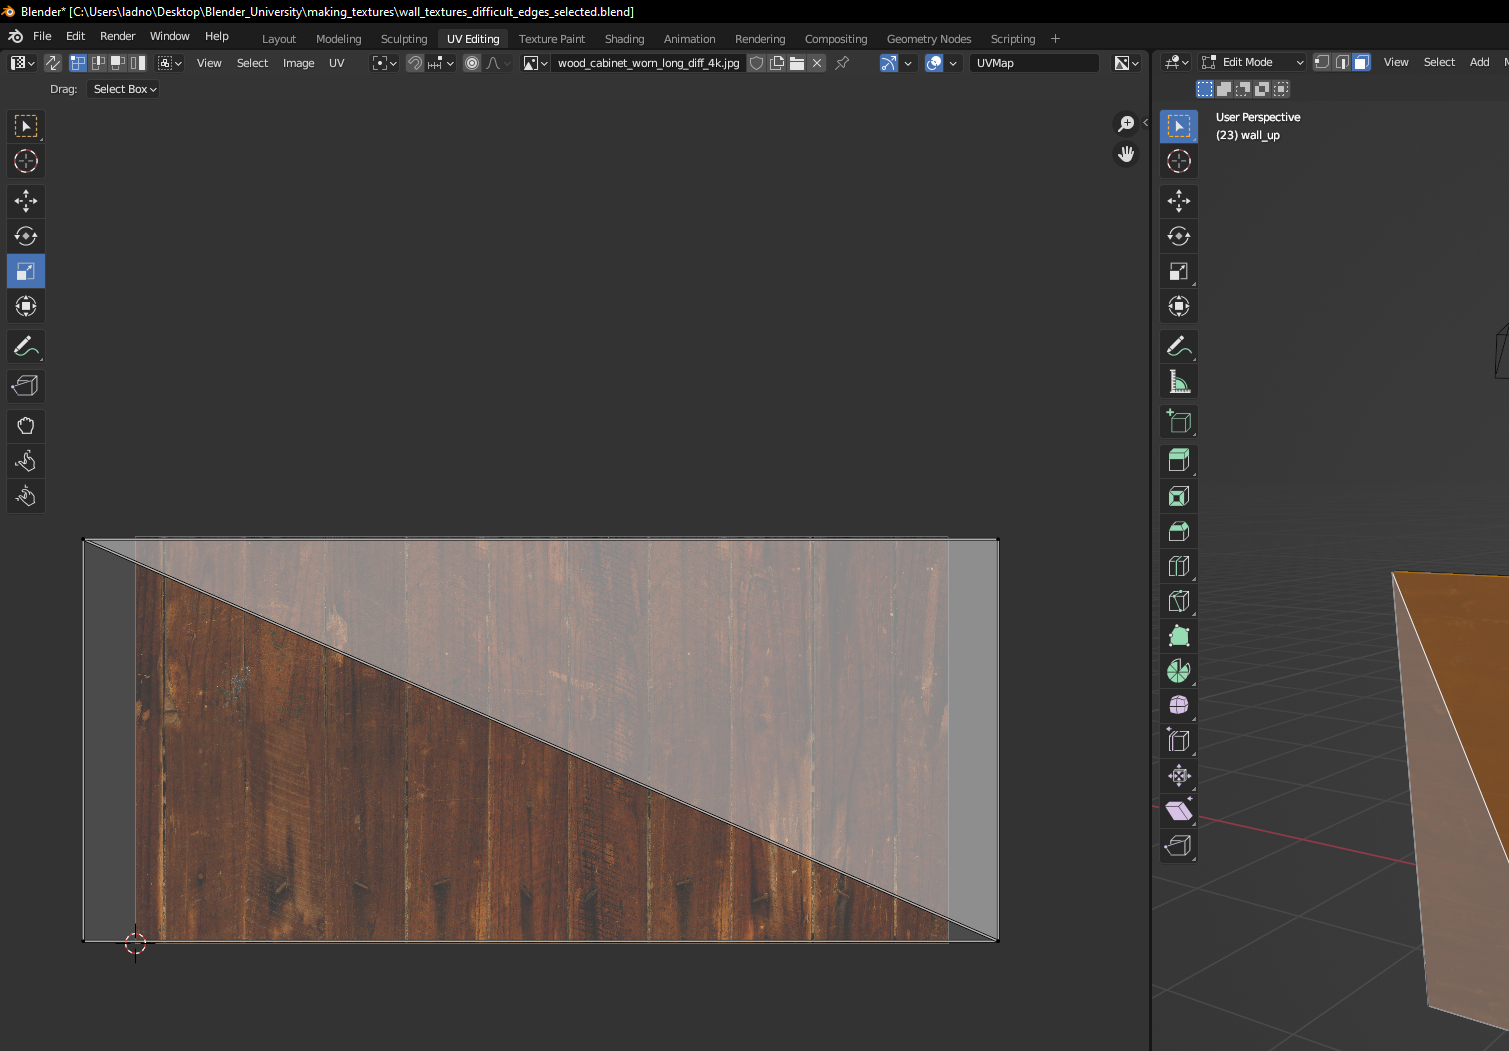 Blender* [C:\Users\ladno\Desktop\Blender_University\making_textures\wall_textures_difficult_edges_selected.blend]
File Edit Render Window Help Layout Modeling Sculpting UV Editing Texture Paint Shading Animation Rendering Compositing Geometry Nodes Scripting +
View Select Image UV wood_cabinet_worn_long_diff_4k.jpg UVMap Edit Mode View Select Add
Drag: Select Box
User Perspective
(23) wall_up